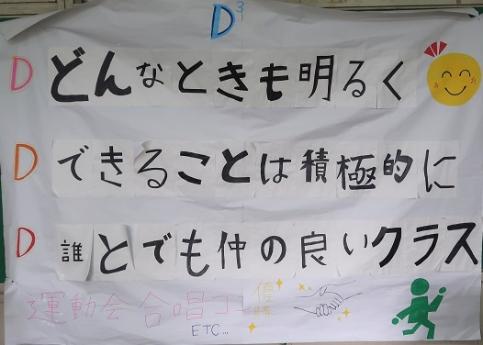 D³
D どんなときも明るく
D できることは積極的に
D 誰とでも仲の良いクラス
運動会 合唱コ
ETC...